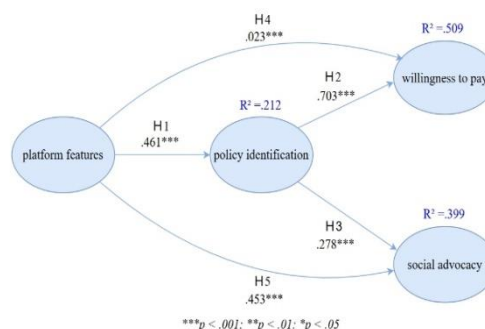 H4
.023***
R² =.509
willingness to pay
H2
.703***
R² =.212
H1
.461***
platform features
policy identification
R² =.399
H3
.278***
social advocacy
H5
.453***
***p < .001; **p < .01; *p < .05